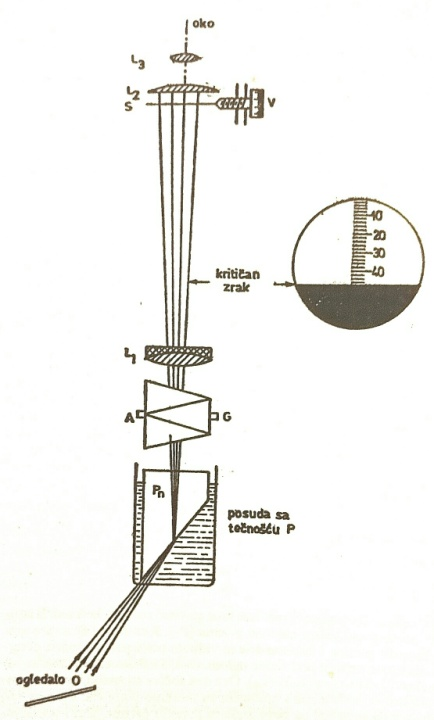 oko
L3
L2
S
V
10
20
30
40
kritičan
zrak
L1
A
G
Pn
posuda sa
tečnošću P
ogledalo O